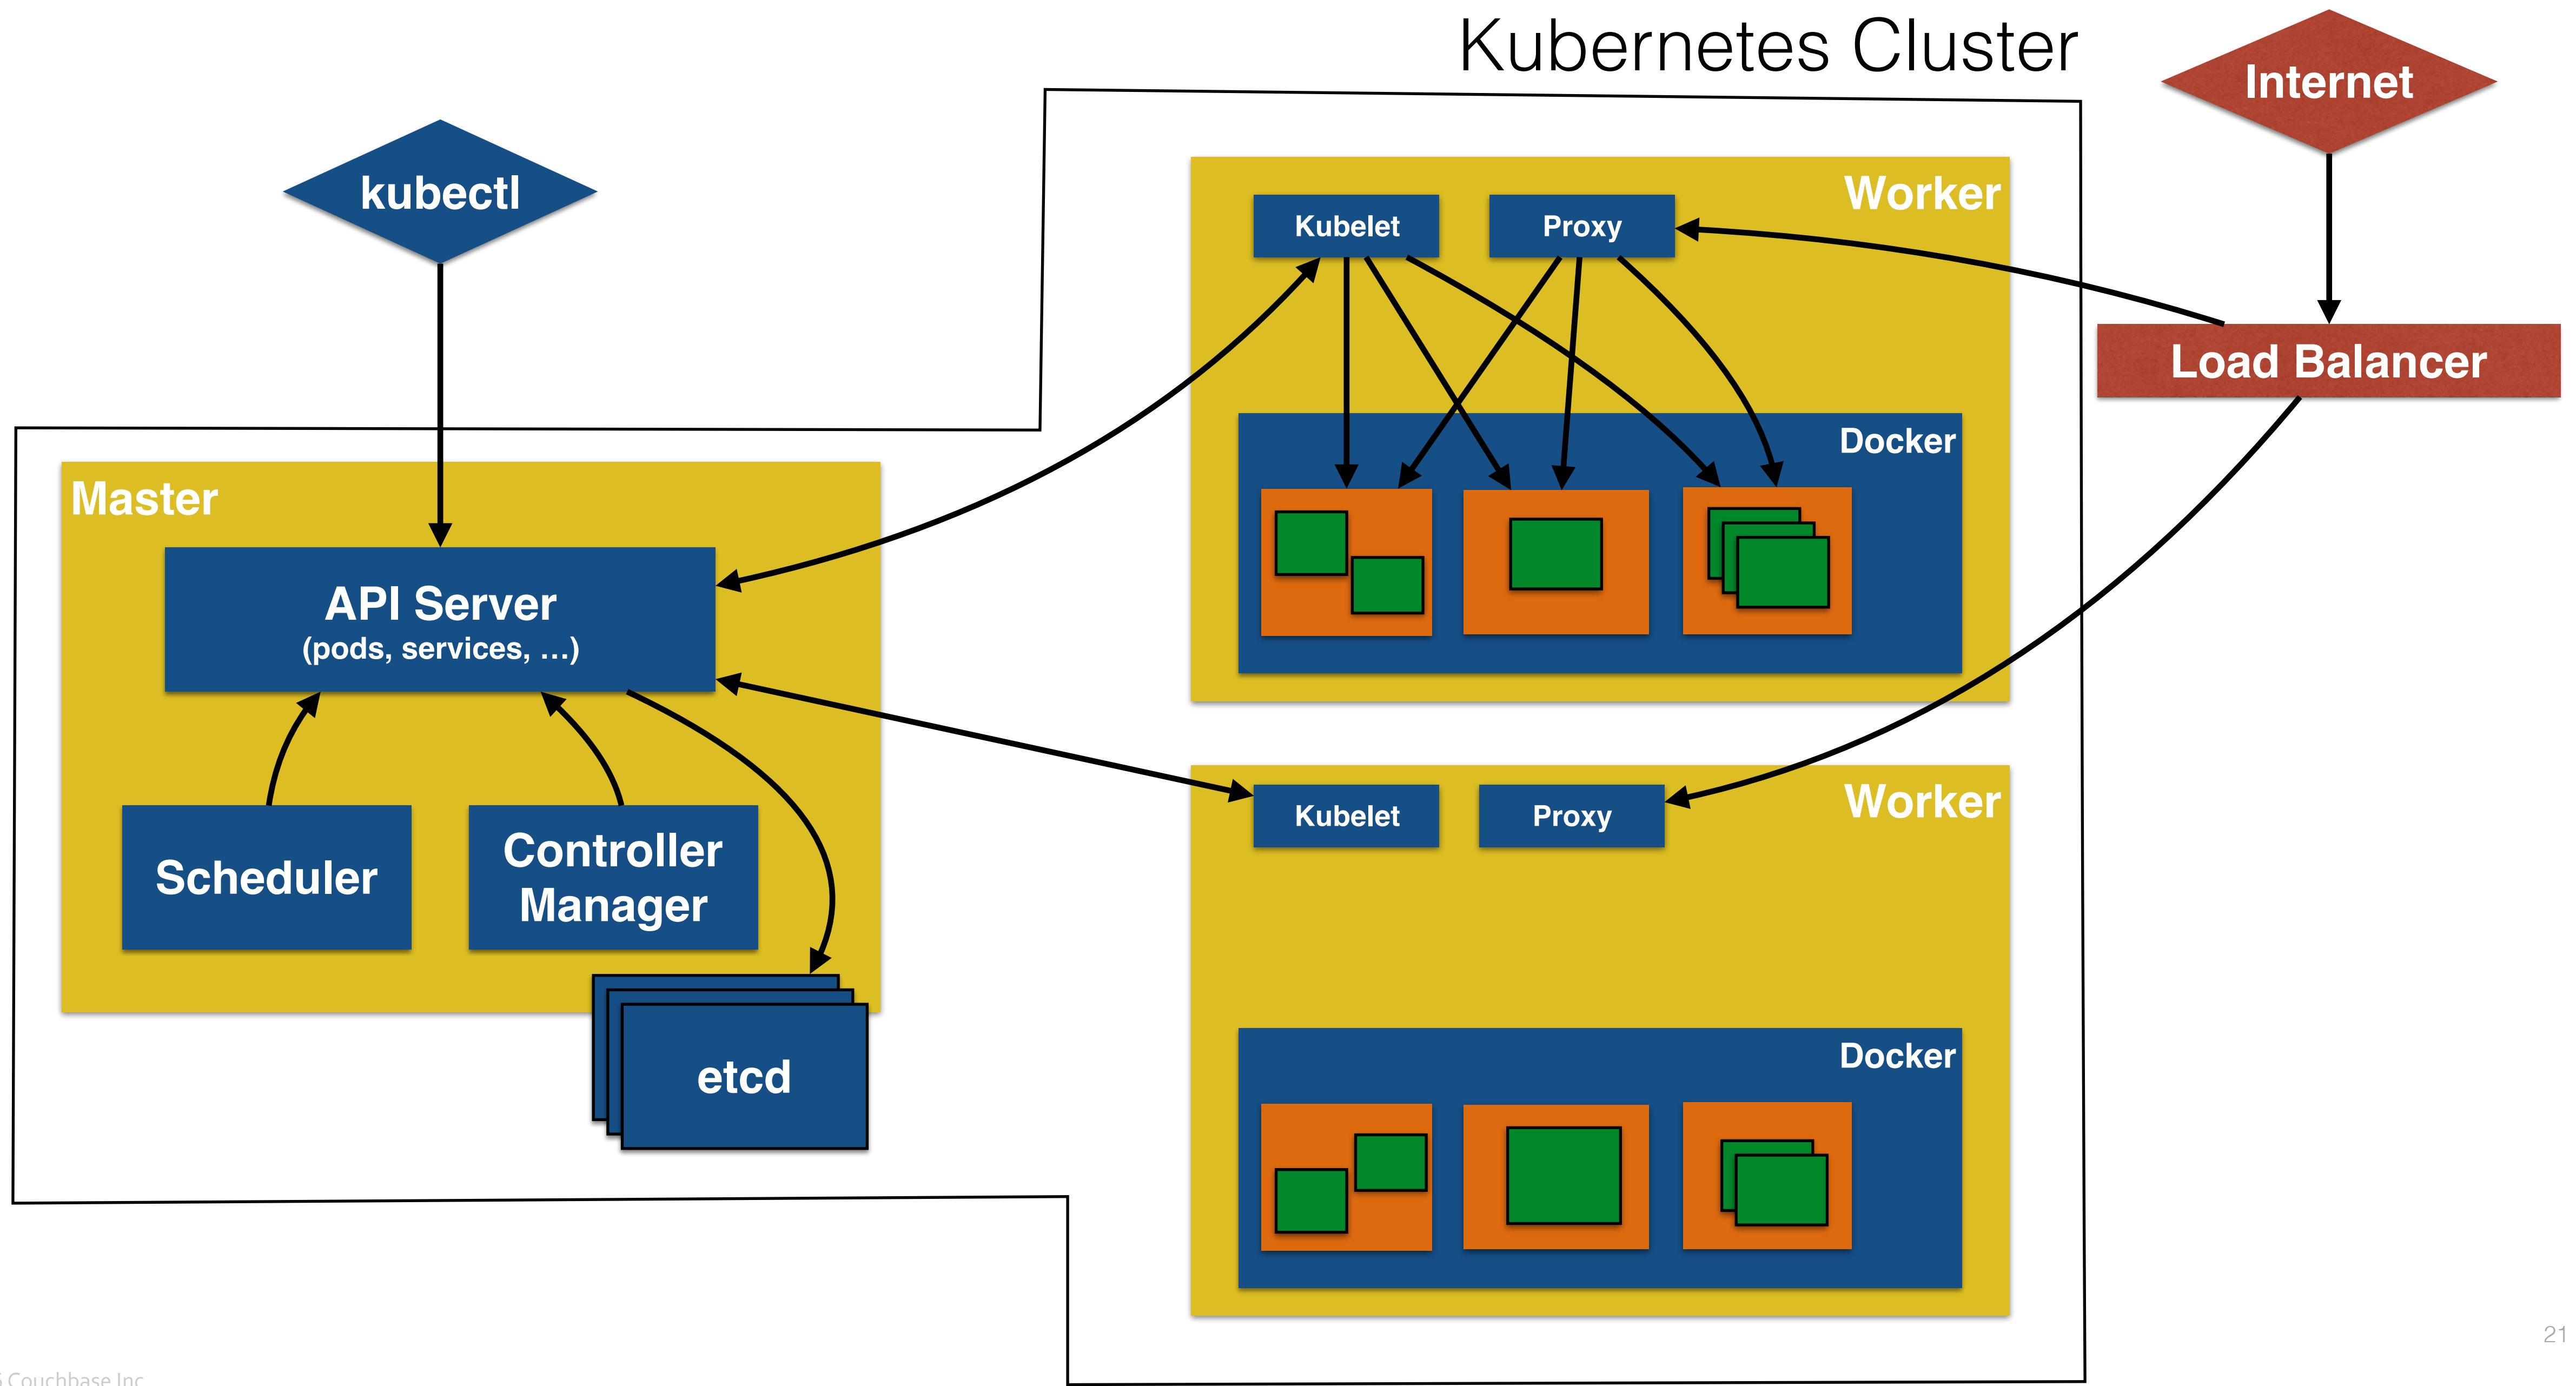 Kubernetes Cluster
Internet
kubectl
Worker
Kubelet
Proxy
Load Balancer
Docker
Master
API Server
(pods, services, …)
Scheduler
Controller
Manager
etcd
Worker
Kubelet
Proxy
Docker
21
Couchbase Inc